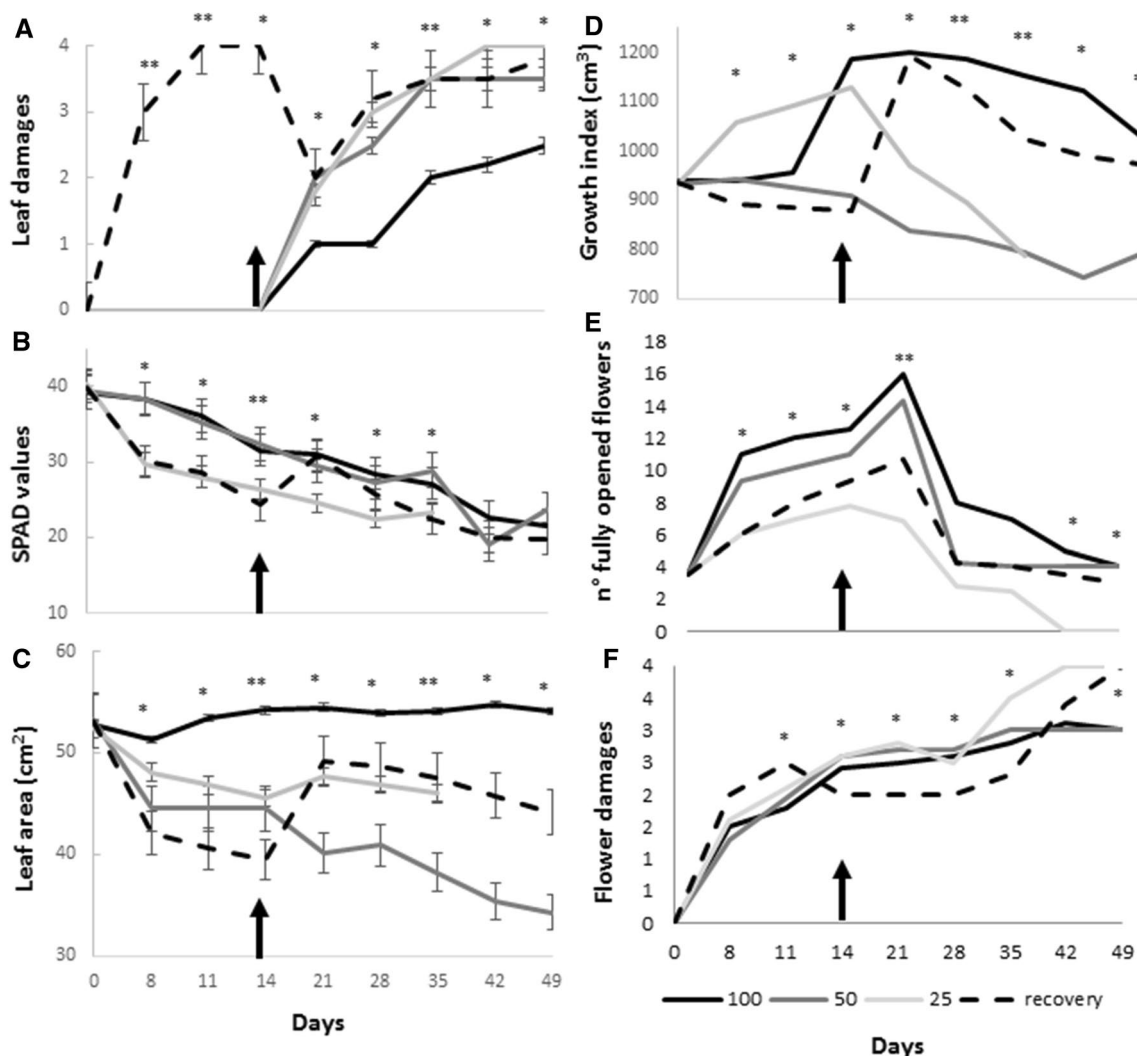 A
Leaf damages
4
3
2
1
0
* ** ** * * * ** * *
B
SPAD values
40
30
20
10
* * ** * * *
C
Leaf area (cm²)
60
50
40
30
* * ** * * ** * *
0 8 11 14 21 28 35 42 49
Days
D
Growth index (cm³)
1200
1100
1000
900
800
700
* * * * ** ** * *
E
n° fully opened flowers
18
16
14
12
10
8
6
4
2
0
* * * ** * *
F
Flower damages
4
4
3
3
2
2
1
1
0
* * * * * *
0 8 11 14 21 28 35 42 49
100 50 25 recovery
Days